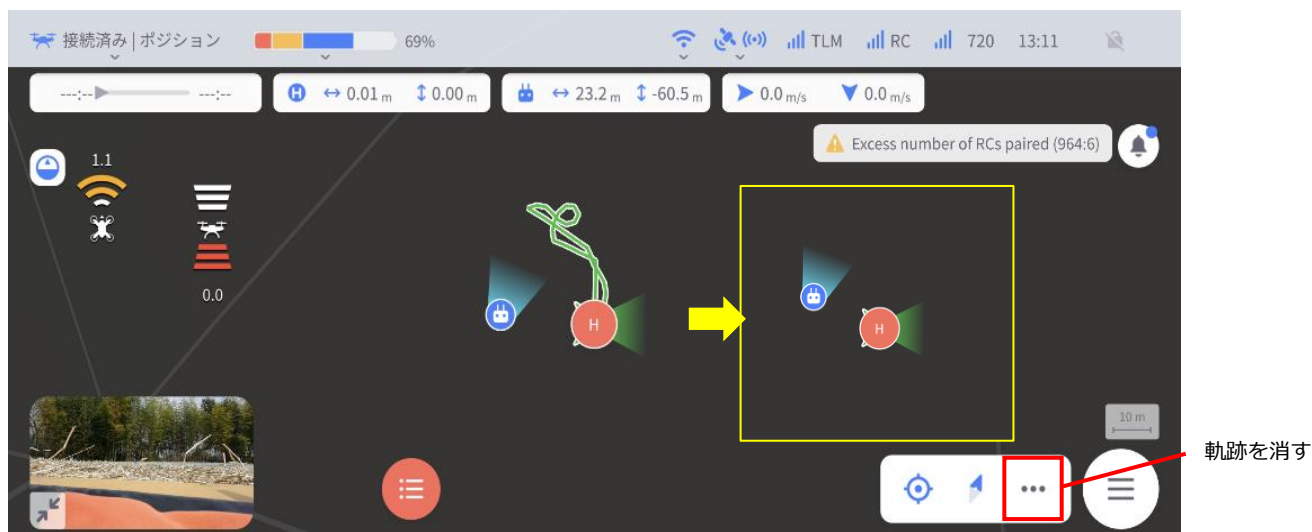 接続済み | ポジション
69%
TLM
RC
720
13:11
---:--
---:--
H
0.01 m
0.00 m
23.2 m
-60.5 m
0.0 m/s
0.0 m/s
Excess number of RCs paired (964:6)
1.1
0.0
H
H
10 m
軌跡を消す